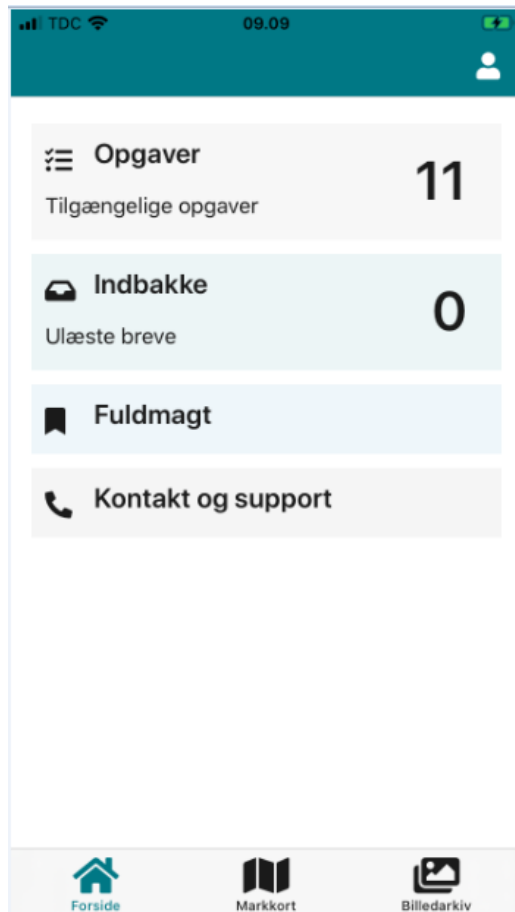 TDC 09.09
Opgaver
11
Tilgængelige opgaver
Indbakke
0
Ulæste breve
Fuldmagt
Kontakt og support
Forside Markkort Billedarkiv